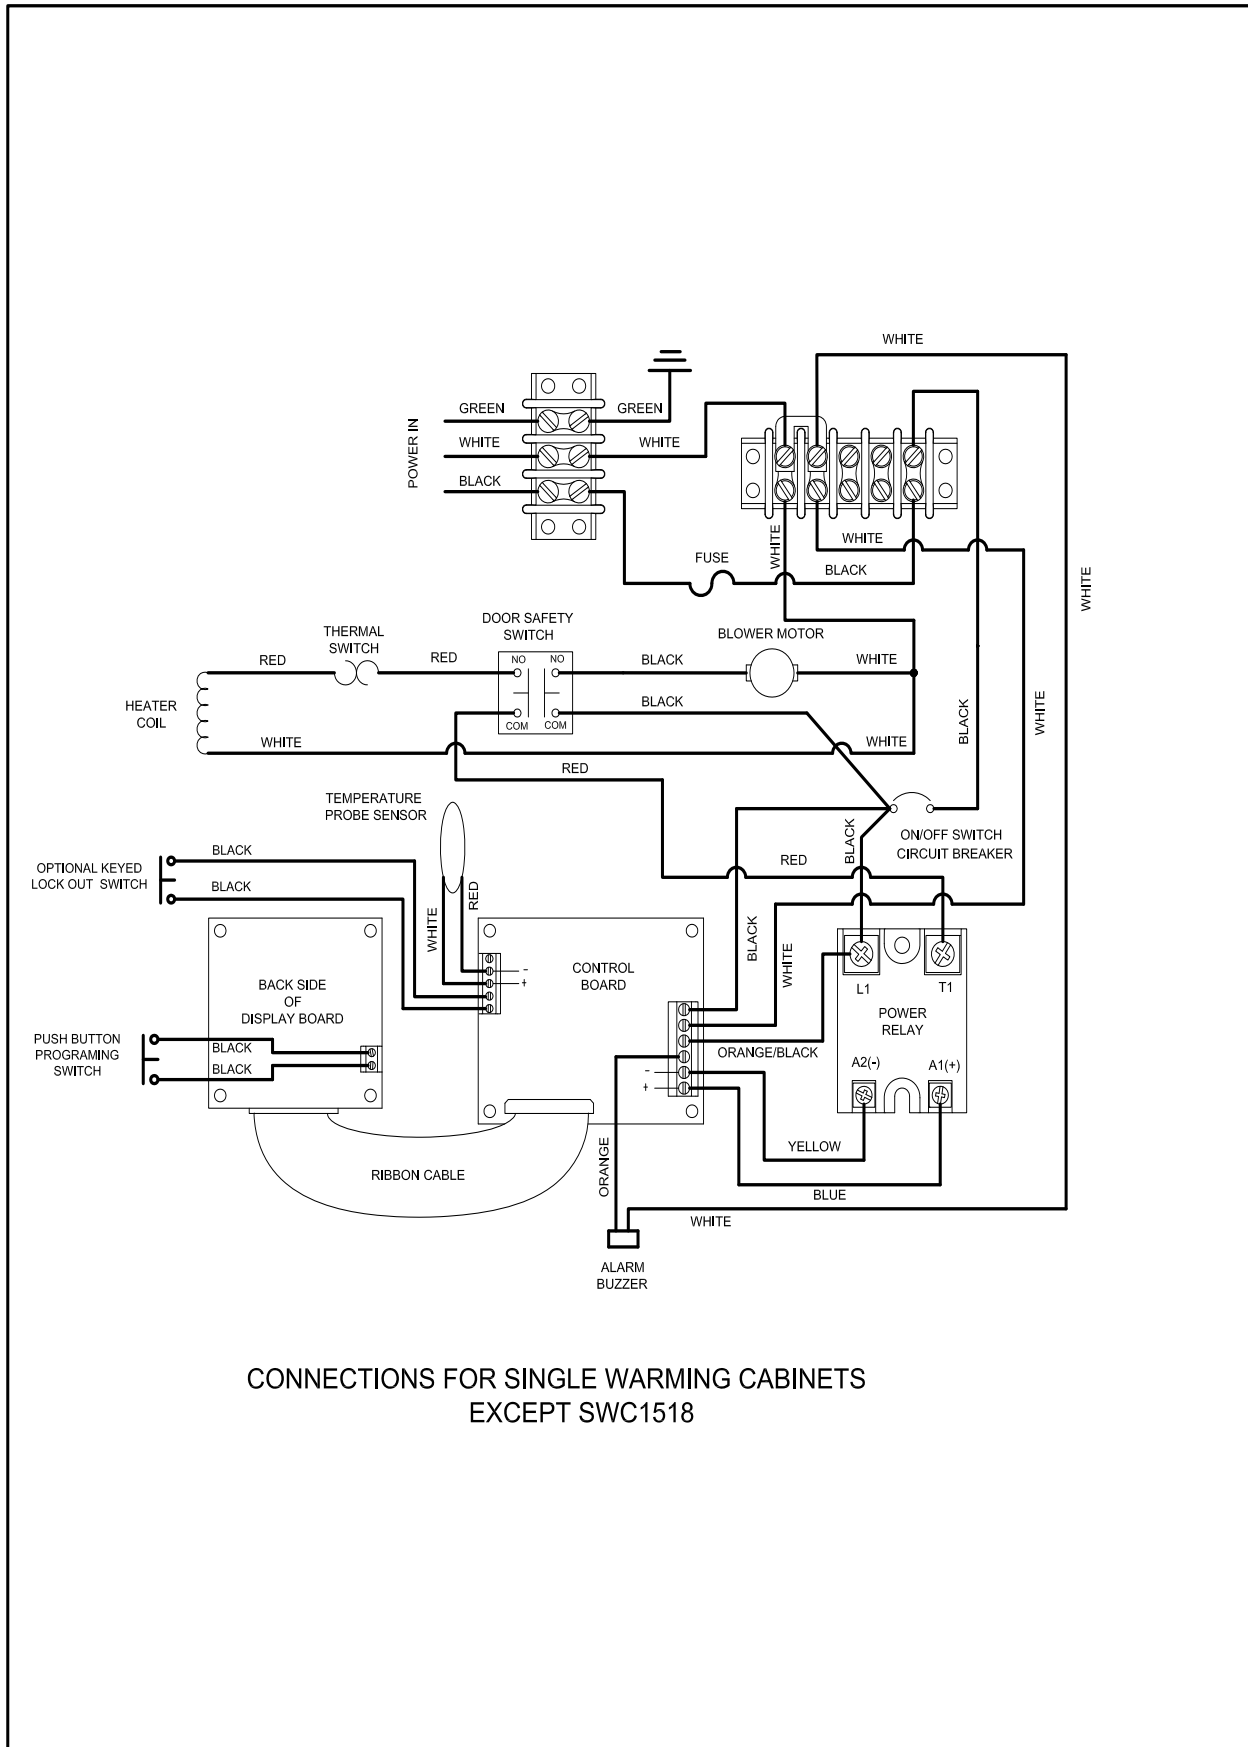 WHITE
GREEN
GREEN
POWER IN
WHITE
WHITE
BLACK
WHITE
WHITE
FUSE
BLACK
WHITE
DOOR SAFETY
SWITCH
THERMAL
SWITCH
BLOWER MOTOR
RED
RED
NO
NO
BLACK
WHITE
HEATER
COIL
COM
COM
BLACK
BLACK
WHITE
WHITE
WHITE
RED
TEMPERATURE
PROBE SENSOR
ON/OFF SWITCH
CIRCUIT BREAKER
BLACK
BLACK
RED
OPTIONAL KEYED
LOCK OUT SWITCH
BLACK
WHITE
RED
BLACK
WHITE
BACK SIDE
OF
DISPLAY BOARD
-
+
CONTROL
BOARD
L1
T1
POWER
RELAY
PUSH BUTTON
PROGRAMING
SWITCH
BLACK
BLACK
ORANGE/BLACK
A2(-)
A1(+)
-
+
ORANGE
YELLOW
RIBBON CABLE
BLUE
WHITE
ALARM
BUZZER
CONNECTIONS FOR SINGLE WARMING CABINETS
EXCEPT SWC1518